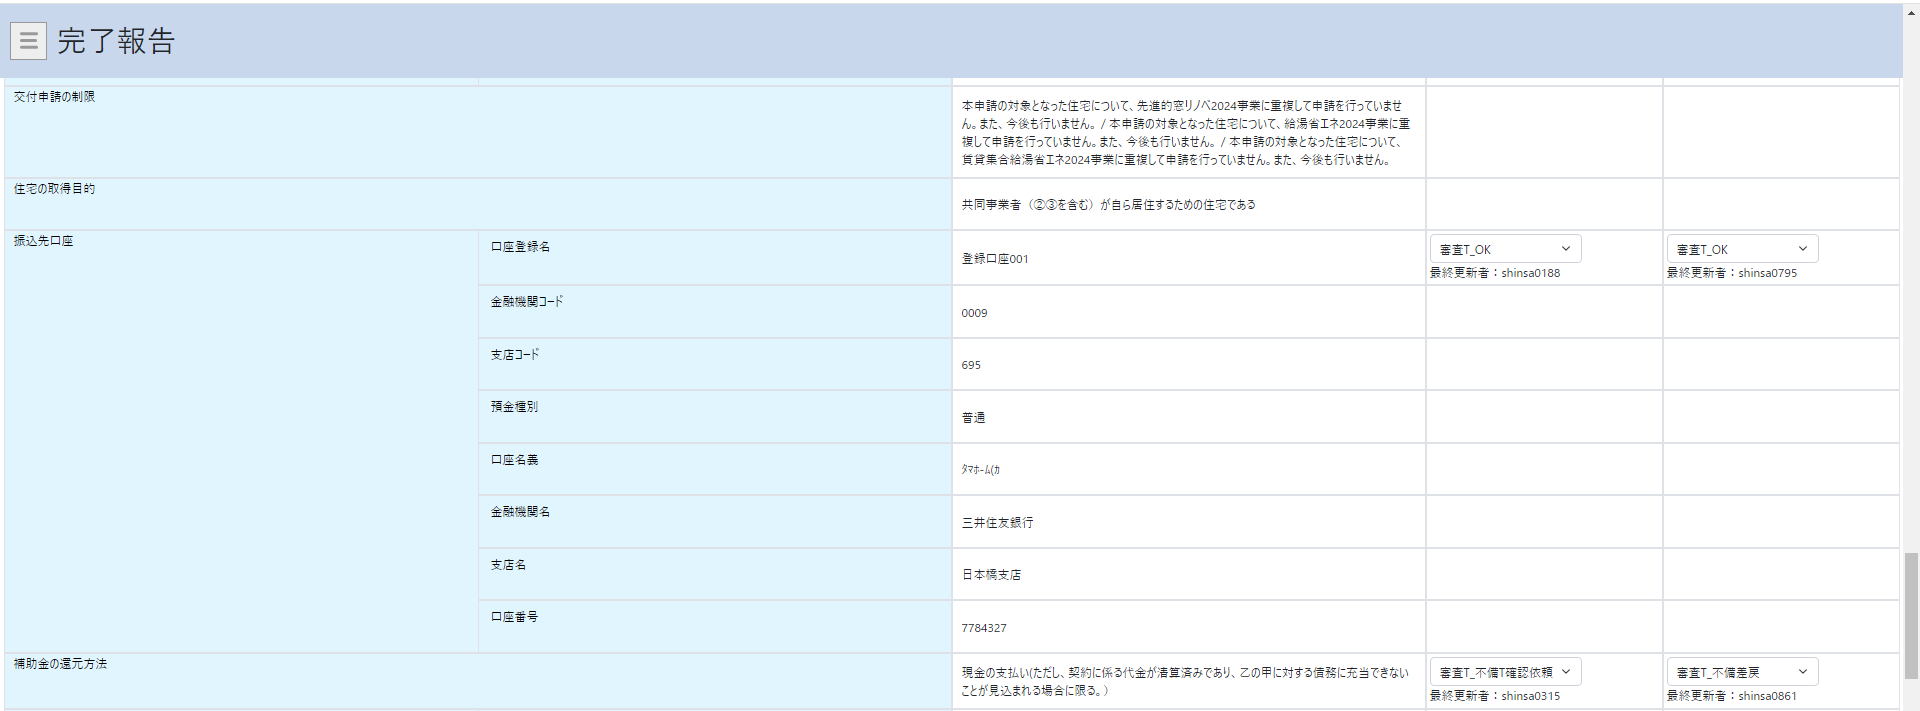 完了報告
交付申請の制限
本申請の対象となった住宅について、先進的窓リノベ2024事業に重複して申請を行っていませ
ん。また、今後も行いません。 / 本申請の対象となった住宅について、給湯省エネ2024事業に重
複して申請を行っていません。また、今後も行いません。 / 本申請の対象となった住宅について、
賃貸集合給湯省エネ2024事業に重複して申請を行っていません。また、今後も行いません。
住宅の取得目的
共同事業者（②③を含む）が自ら居住するための住宅である
振込先口座
口座登録名
登録口座001
審査T_OK
最終更新者：shinsa0188
審査T_OK
最終更新者：shinsa0795
金融機関コード
0009
支店コード
695
預金種別
普通
口座名義
ﾀﾏﾎ-ﾑ(ｶ
金融機関名
三井住友銀行
支店名
日本橋支店
口座番号
7784327
補助金の還元方法
現金の支払い(ただし、契約に係る代金が清算済みであり、乙の甲に対する債務に充当できない
ことが見込まれる場合に限る。)
審査T_不備T確認依頼
最終更新者：shinsa0315
審査T_不備差戻
最終更新者：shinsa0861